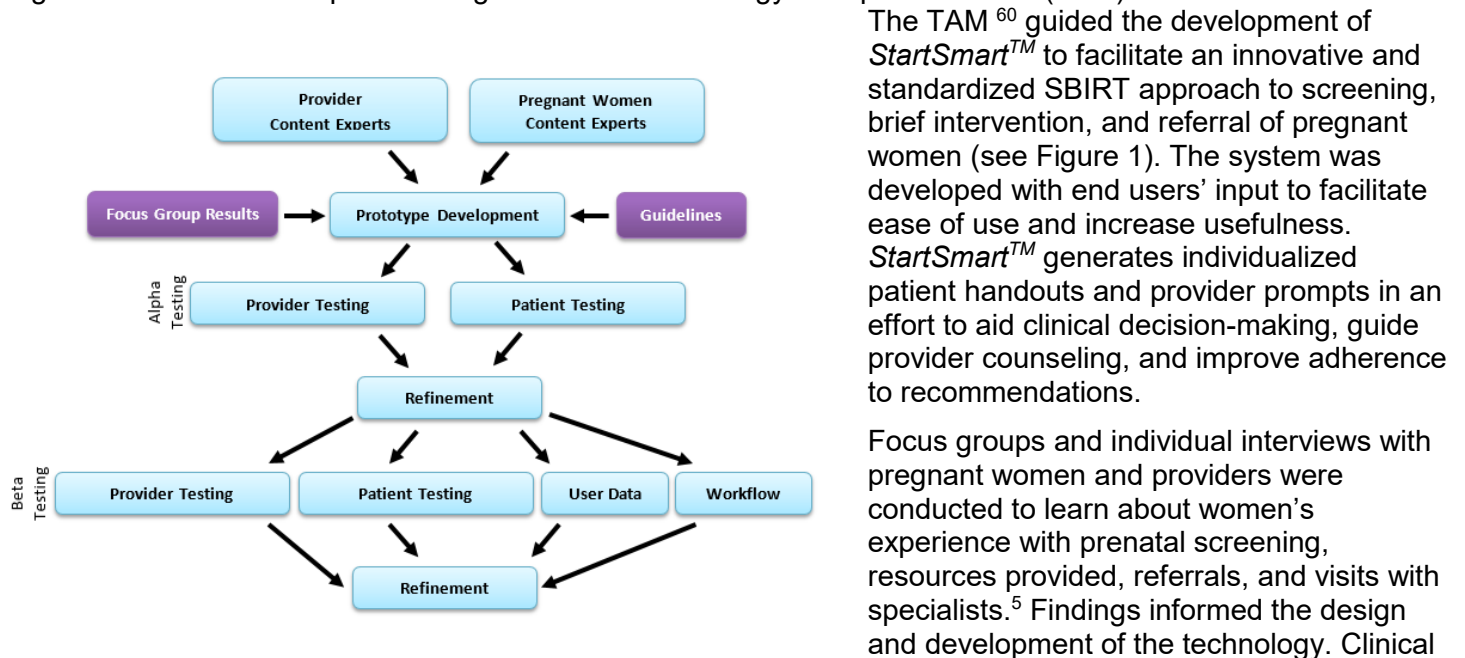 The TAM 60 guided the development of
StartSmartTM to facilitate an innovative and
standardized SBIRT approach to screening,
brief intervention, and referral of pregnant
women (see Figure 1). The system was
developed with end users’ input to facilitate
ease of use and increase usefulness.
StartSmartTM generates individualized
patient handouts and provider prompts in an
effort to aid clinical decision-making, guide
provider counseling, and improve adherence
to recommendations.
Focus groups and individual interviews with
pregnant women and providers were
conducted to learn about women’s
experience with prenatal screening,
resources provided, referrals, and visits with
specialists.5 Findings informed the design
and development of the technology. Clinical
Provider
Content Experts
Pregnant Women
Content Experts
Focus Group Results
Prototype Development
Guidelines
Alpha
Testing
Provider Testing
Patient Testing
Refinement
Beta
Testing
Provider Testing
Patient Testing
User Data
Workflow
Refinement